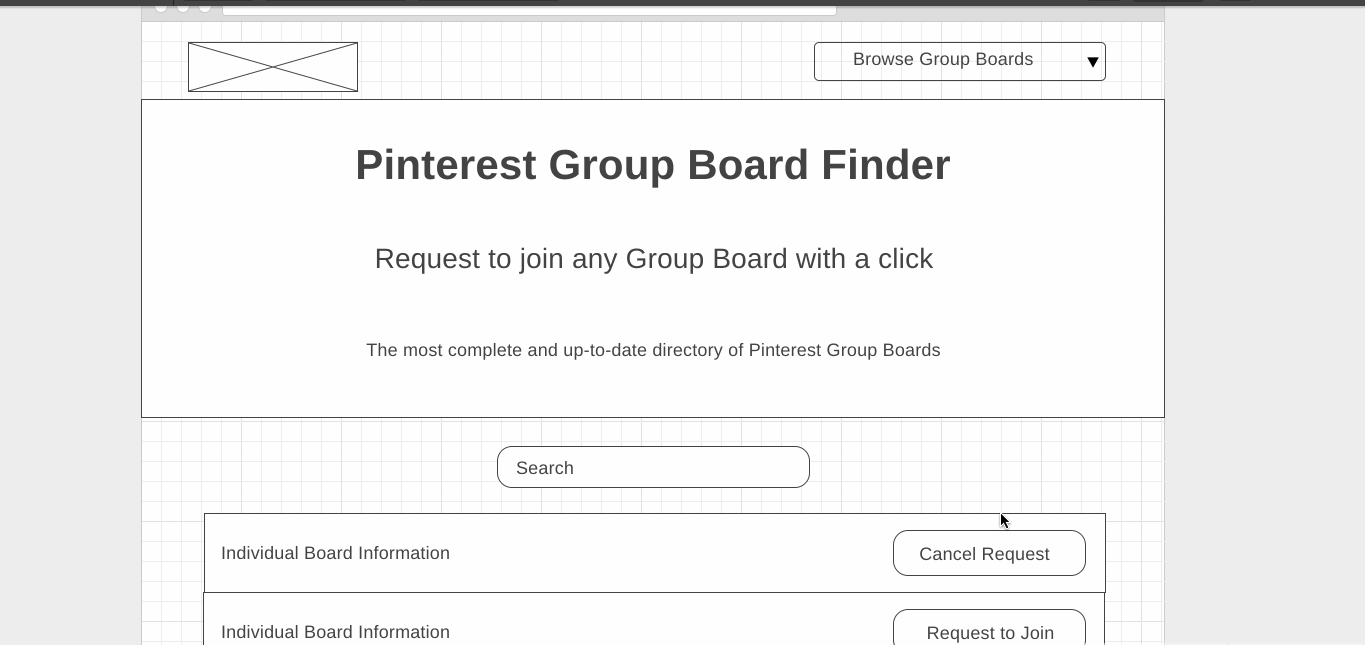 Browse Group Boards
Pinterest Group Board Finder
Request to join any Group Board with a click
The most complete and up-to-date directory of Pinterest Group Boards
Search
Individual Board Information
Cancel Request
Individual Board Information
Request to Join